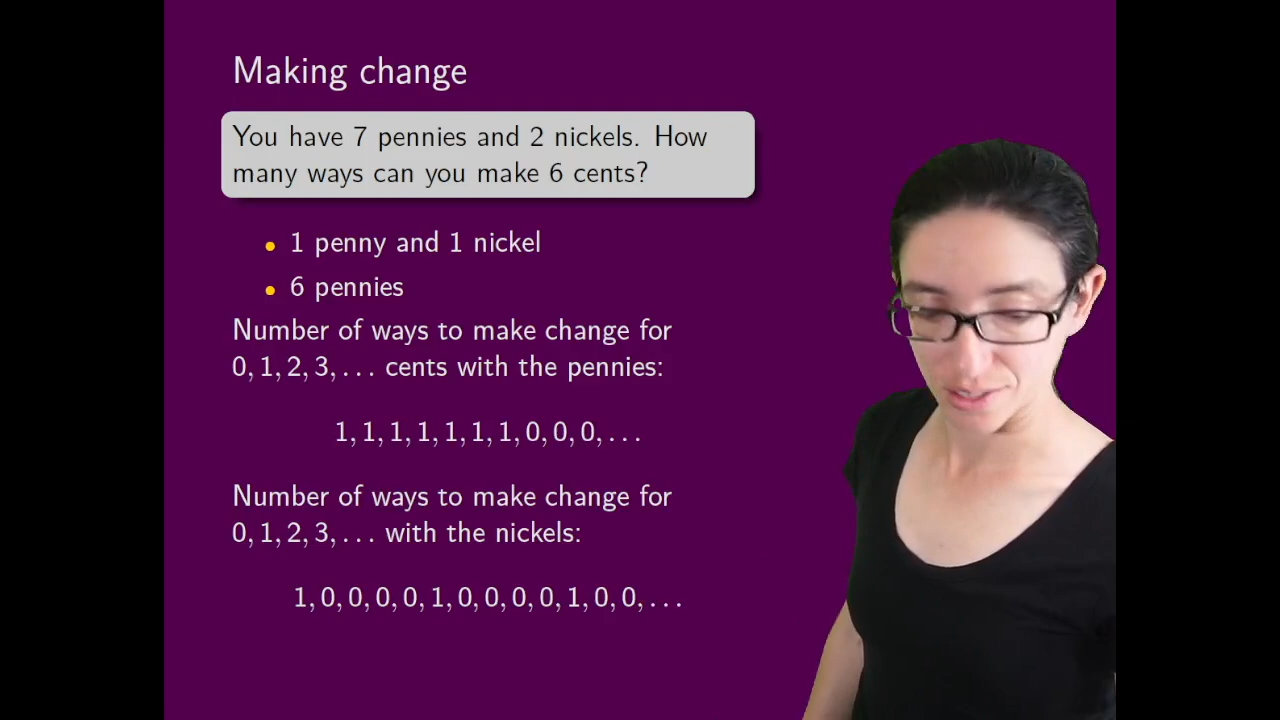 Making change
You have 7 pennies and 2 nickels. How
many ways can you make 6 cents?
• 1 penny and 1 nickel
• 6 pennies
Number of ways to make change for
0, 1, 2, 3, . . . cents with the pennies:
1, 1, 1, 1, 1, 1, 1, 0, 0, 0, . . .
Number of ways to make change for
0, 1, 2, 3, . . . with the nickels:
1, 0, 0, 0, 0, 1, 0, 0, 0, 0, 1, 0, 0, . . .